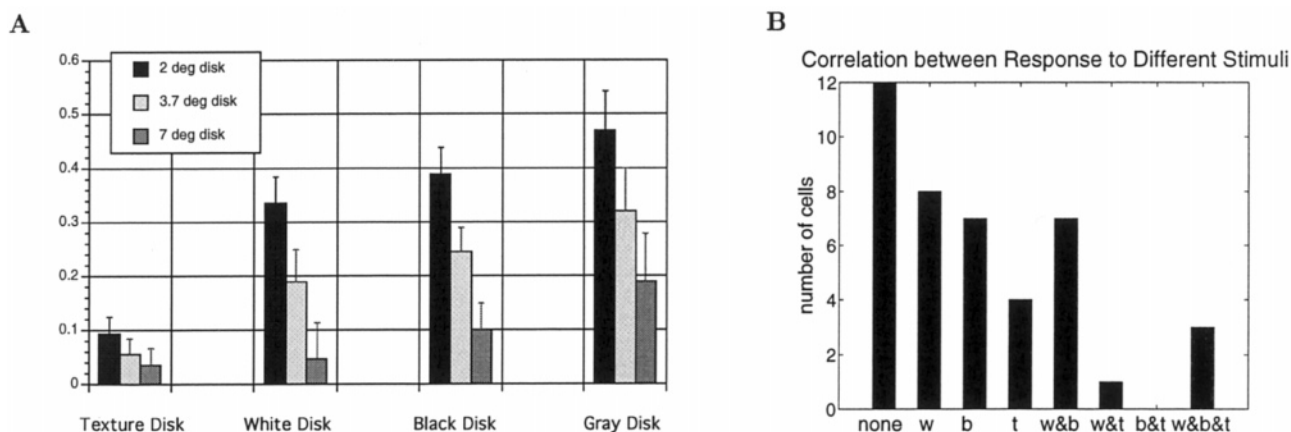 A
0.6
0.5
0.4
0.3
0.2
0.1
0
2 deg disk
3.7 deg disk
7 deg disk
Texture Disk White Disk Black Disk Gray Disk
B
Correlation between Response to Different Stimuli
12
10
8
6
4
2
0
number of cells
none w b t w&b w&t b&t w&b&t